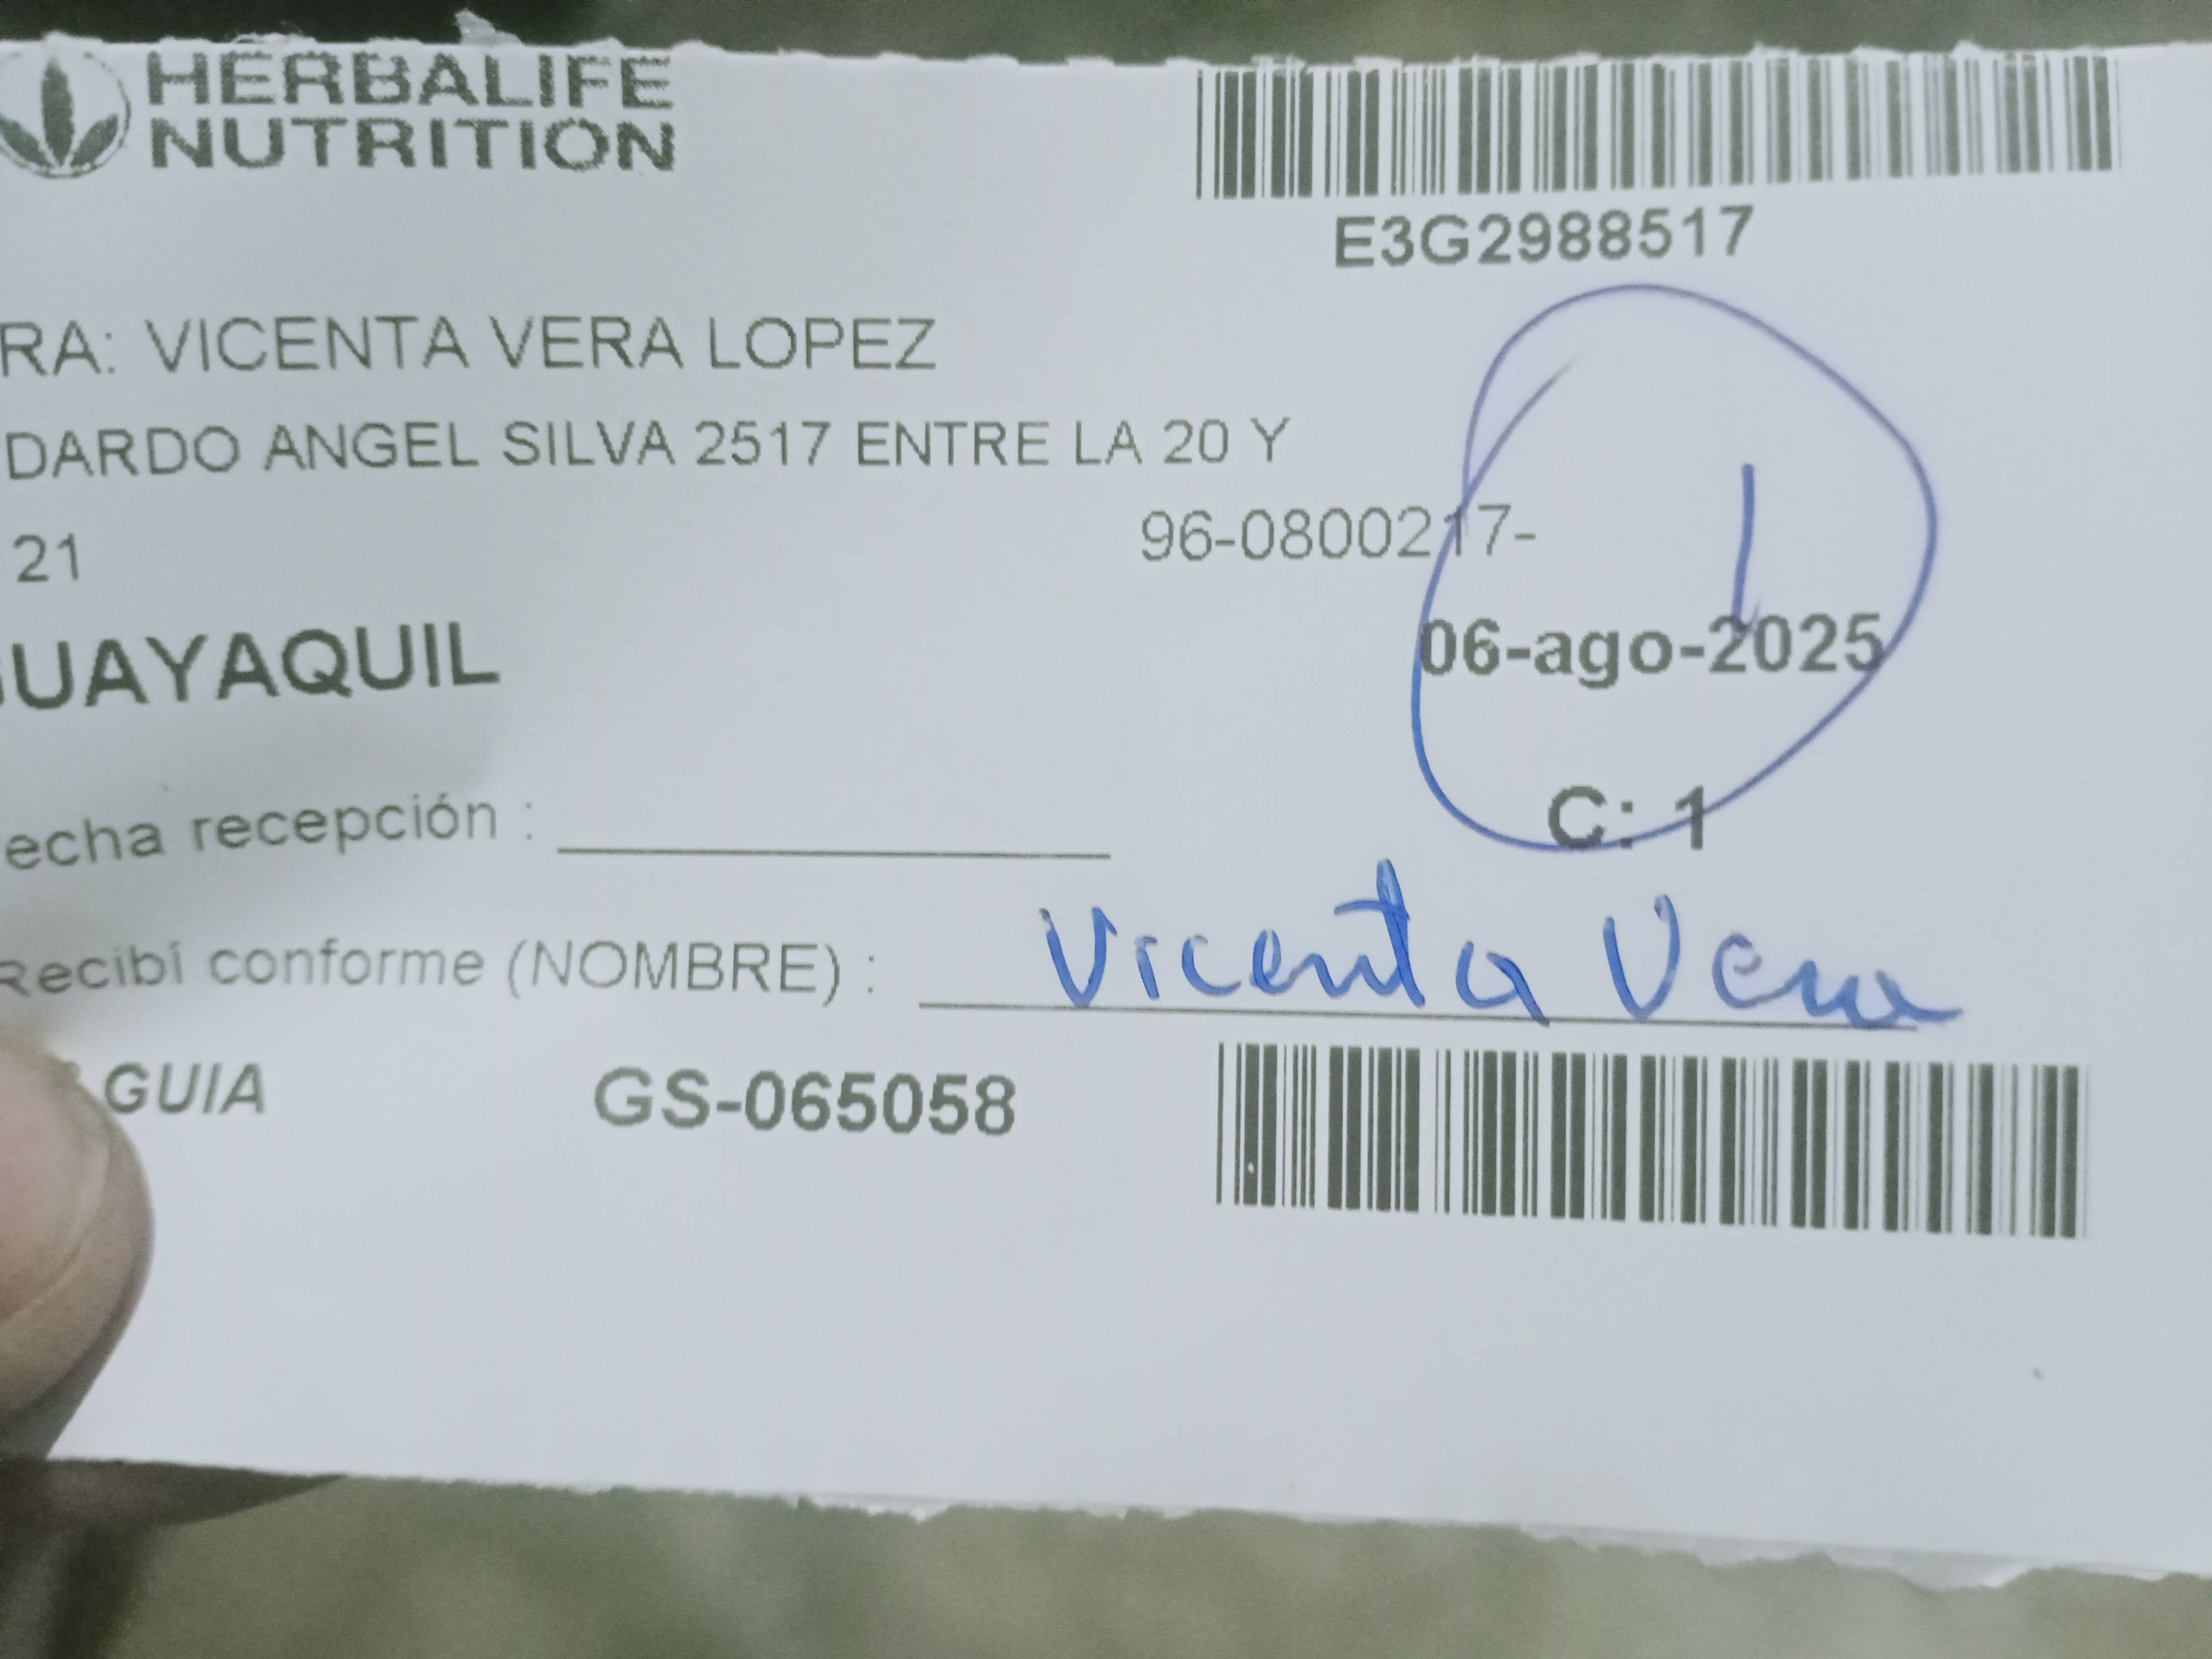 HERBALIFE
NUTRITION
E3G2988517
RA: VICENTA VERA LOPEZ
DARDO ANGEL SILVA 2517 ENTRE LA 20 Y
21
96-0800217-
1
GUAYAQUIL
06-ago-2025
C: 1
echa recepción :
Recibí conforme (NOMBRE) : Vicenta Vera
GUIA GS-065058